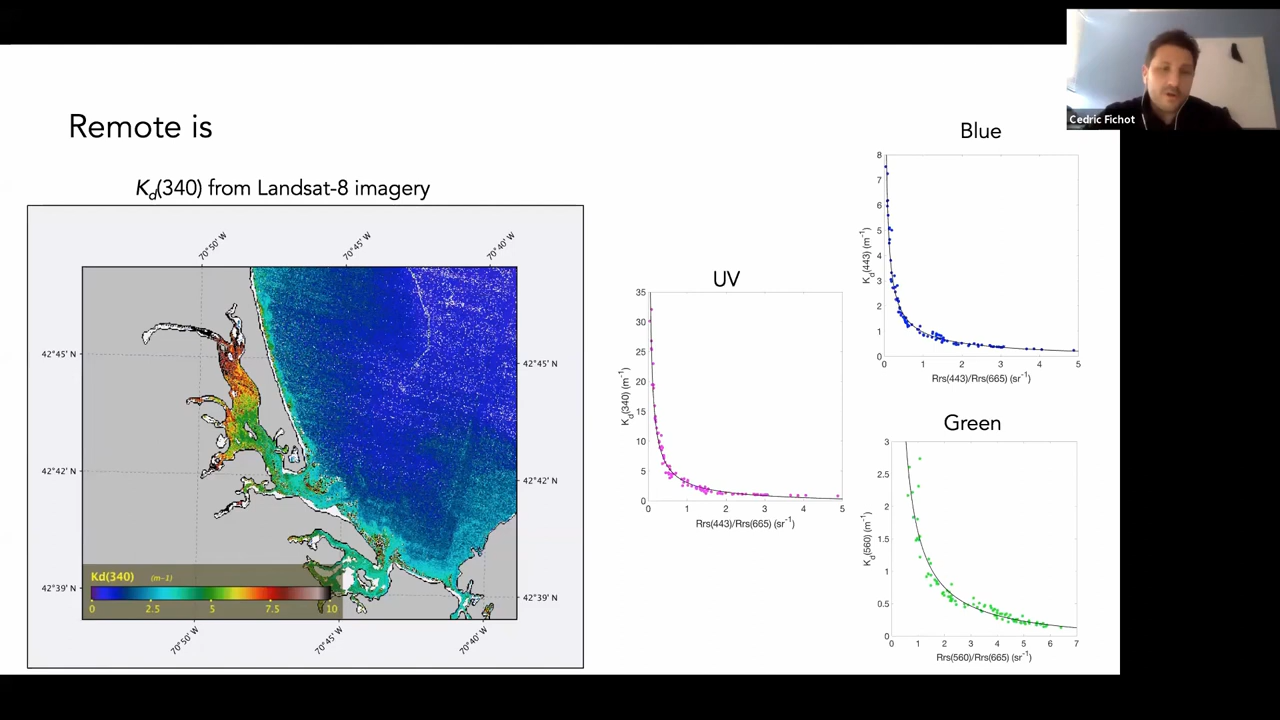 Cedric Fichot
Remote is
Kd(340) from Landsat-8 imagery
70°50' W
70°45' W
70°40' W
42°45' N
42°45' N
42°42' N
42°42' N
42°39' N
42°39' N
Kd(340) (m−1)
0 2.5 5 7.5 10
70°50' W
70°45' W
70°40' W
UV
35
30
25
20
15
10
5
0
Kd(340) (m-1)
0 1 2 3 4 5
Rrs(443)/Rrs(665) (sr-1)
Blue
8
7
6
5
4
3
2
1
0
Kd(443) (m-1)
0 1 2 3 4 5
Rrs(443)/Rrs(665) (sr-1)
Green
3
2.5
2
1.5
1
0.5
0
Kd(560) (m-1)
0 1 2 3 4 5 6 7
Rrs(560)/Rrs(665) (sr-1)